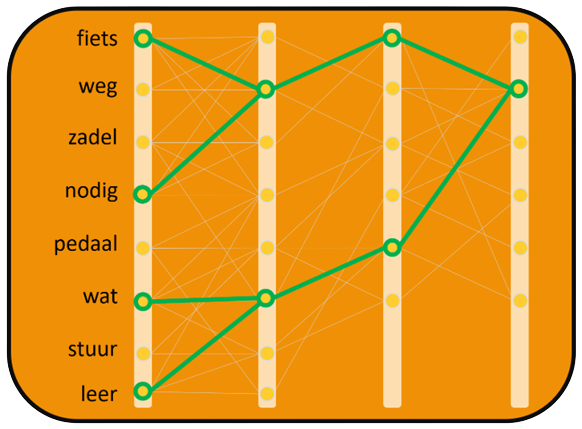 fiets
weg
zadel
nodig
pedaal
wat
stuur
leer